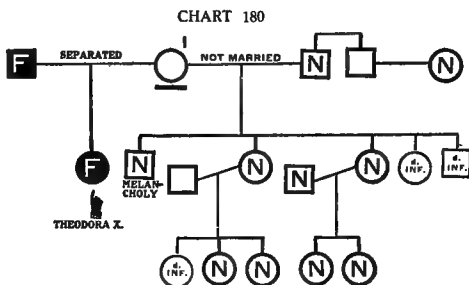 CHART 180
SEPARATED
NOT MARRIED
F
N
N
F
N
N
N
N
d. INF.
d. INF.
MELAN-
CHOLY
THEODORA X.
d. INF.
N
N
N
N